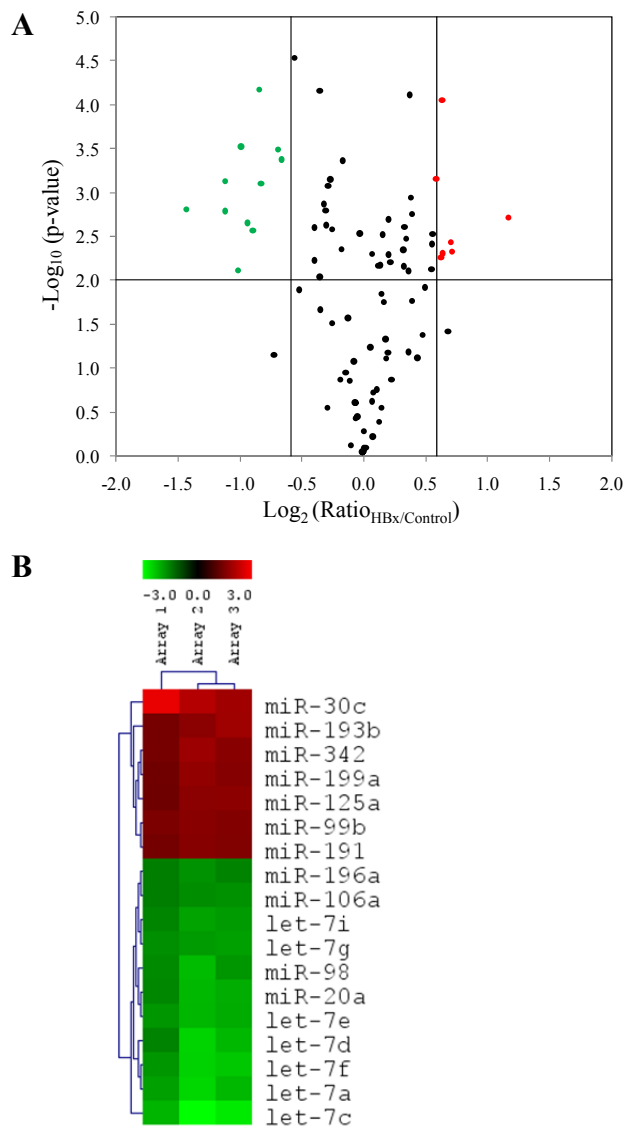 A
5.0
4.5
4.0
3.5
3.0
2.5
2.0
1.5
1.0
0.5
0.0
-Log10 (p-value)
-2.0 -1.5 -1.0 -0.5 0.0 0.5 1.0 1.5 2.0
Log2 (RatioHBx/Control)
B
-3.0 0.0 3.0
Array 1
Array 2
Array 3
miR-30c
miR-193b
miR-342
miR-199a
miR-125a
miR-99b
miR-191
miR-196a
miR-106a
let-7i
let-7g
miR-98
miR-20a
let-7e
let-7d
let-7f
let-7a
let-7c